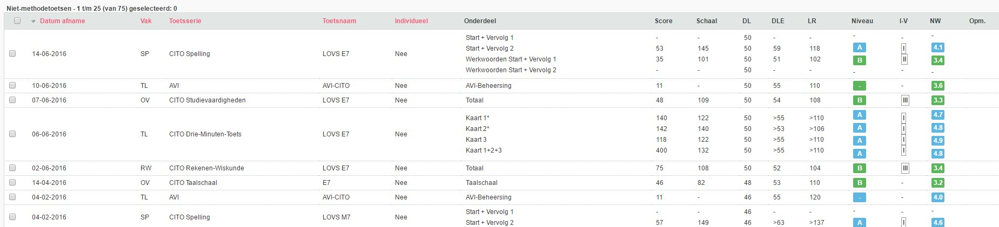 Niet-methodetoetsen - 1 t/m 25 (van 75) geselecteerd: 0
Datum afname Vak Toetsserie Toetsnaam Individueel Onderdeel Score Schaal DL DLE LR Niveau I-V NW Opm.
Start + Vervolg 1 - - 50 - - - - -
14-06-2016 SP CITO Spelling LOVS E7 Nee Start + Vervolg 2 53 145 50 59 118 A I 4.1
Werkwoorden Start + Vervolg 1 35 101 50 51 102 B II 3.4
Werkwoorden Start + Vervolg 2 - - 50 - - - - -
10-06-2016 TL AVI AVI-CITO Nee AVI-Beheersing 11 - 50 55 110 - - 3.6
07-06-2016 OV CITO Studievaardigheden LOVS E7 Nee Totaal 48 109 50 54 108 B III 3.3
Kaart 1* 140 122 50 >55 >110 A I 4.7
06-06-2016 TL CITO Drie-Minuten-Toets LOVS E7 Nee Kaart 2* 142 140 50 >53 >106 A I 4.8
Kaart 3 118 122 50 >55 >110 A I 4.9
Kaart 1+2+3 400 132 50 >55 >110 A I 4.8
02-06-2016 RW CITO Rekenen-Wiskunde LOVS E7 Nee Totaal 75 108 50 52 104 B III 3.4
14-04-2016 OV CITO Taalschaal E7 Nee Taalschaal 46 82 48 53 110 B - 3.2
04-02-2016 TL AVI AVI-CITO Nee AVI-Beheersing 11 - 46 55 120 - - 4.0
Start + Vervolg 1 - - 46 - - - - -
04-02-2016 SP CITO Spelling LOVS M7 Nee Start + Vervolg 2 57 149 46 >63 >137 A I 4.6